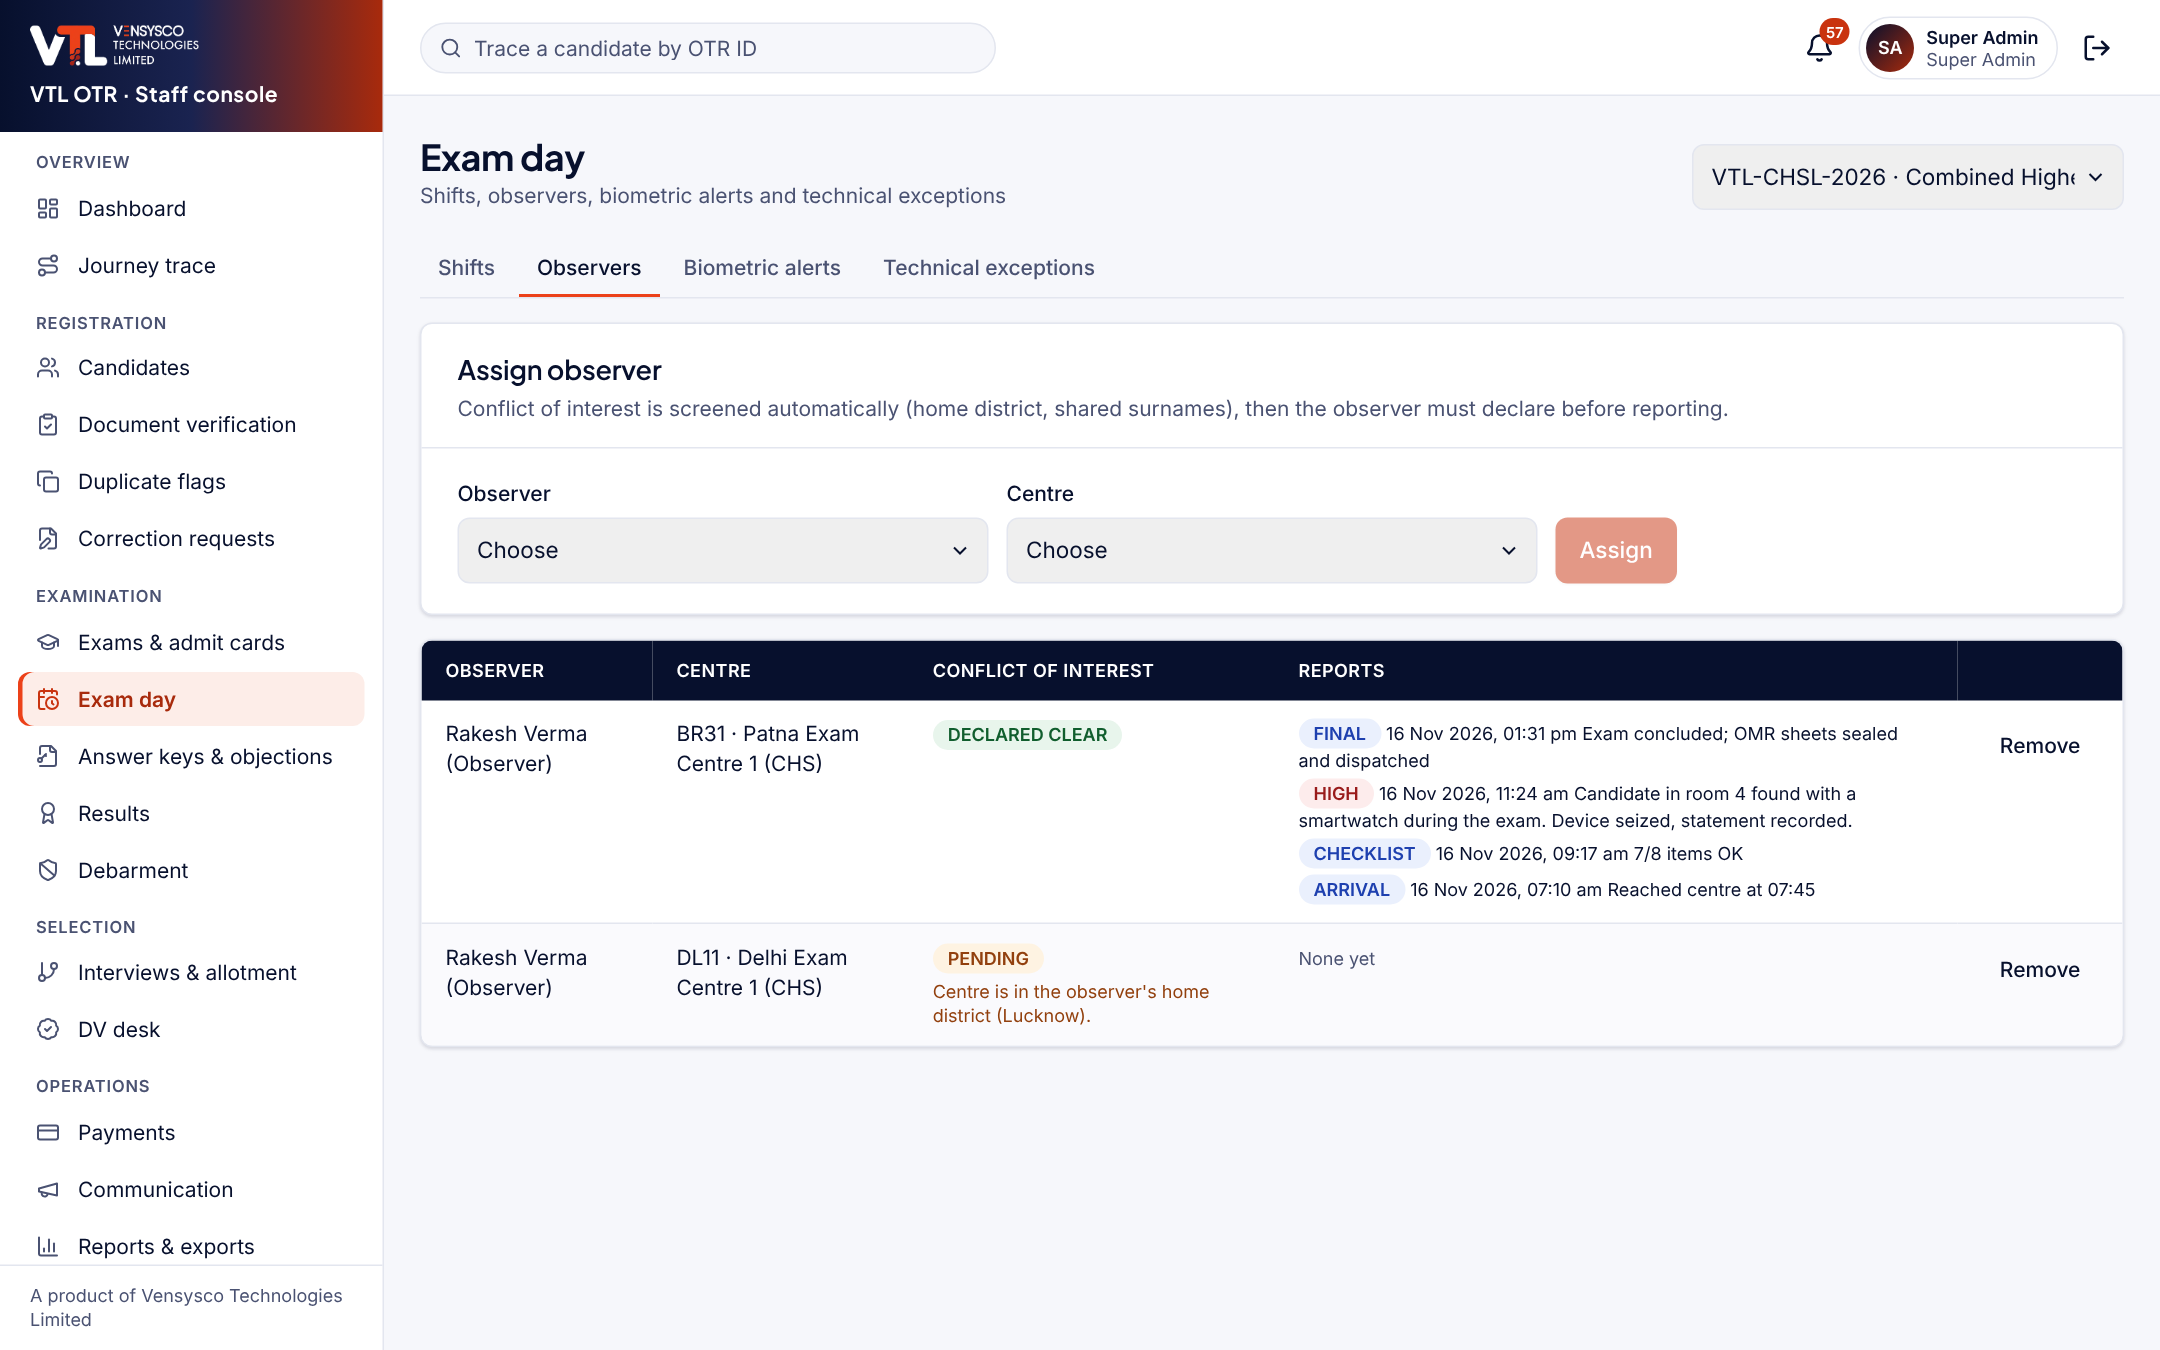 VTL VENSYSCO
TECHNOLOGIES
LIMITED
VTL OTR · Staff console
OVERVIEW
Dashboard
Journey trace
REGISTRATION
Candidates
Document verification
Duplicate flags
Correction requests
EXAMINATION
Exams & admit cards
Exam day
Answer keys & objections
Results
Debarment
SELECTION
Interviews & allotment
DV desk
OPERATIONS
Payments
Communication
Reports & exports
A product of Vensysco Technologies
Limited
Trace a candidate by OTR ID
57
SA
Super Admin
Super Admin
Exam day
Shifts, observers, biometric alerts and technical exceptions
VTL-CHSL-2026 · Combined Highe
Shifts Observers Biometric alerts Technical exceptions
Assign observer
Conflict of interest is screened automatically (home district, shared surnames), then the observer must declare before reporting.
Observer Centre
Choose Choose Assign
OBSERVER CENTRE CONFLICT OF INTEREST REPORTS
Rakesh Verma
(Observer)
BR31 · Patna Exam
Centre 1 (CHS)
DECLARED CLEAR
FINAL 16 Nov 2026, 01:31 pm Exam concluded; OMR sheets sealed
and dispatched
HIGH 16 Nov 2026, 11:24 am Candidate in room 4 found with a
smartwatch during the exam. Device seized, statement recorded.
CHECKLIST 16 Nov 2026, 09:17 am 7/8 items OK
ARRIVAL 16 Nov 2026, 07:10 am Reached centre at 07:45
Remove
Rakesh Verma
(Observer)
DL11 · Delhi Exam
Centre 1 (CHS)
PENDING
Centre is in the observer's home
district (Lucknow).
None yet
Remove